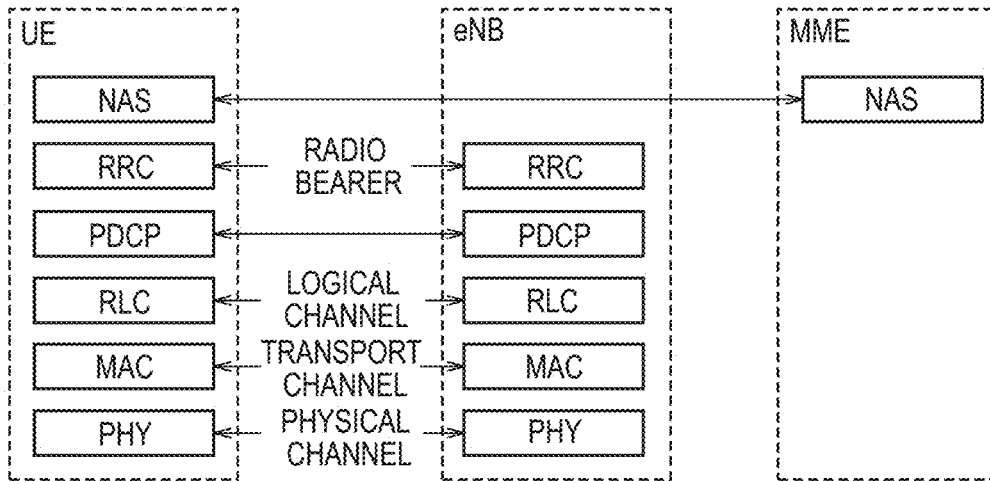 UE
eNB
MME
NAS
NAS
RRC
RADIO
BEARER
RRC
PDCP
PDCP
RLC
LOGICAL
CHANNEL
RLC
MAC
TRANSPORT
CHANNEL
MAC
PHY
PHYSICAL
CHANNEL
PHY